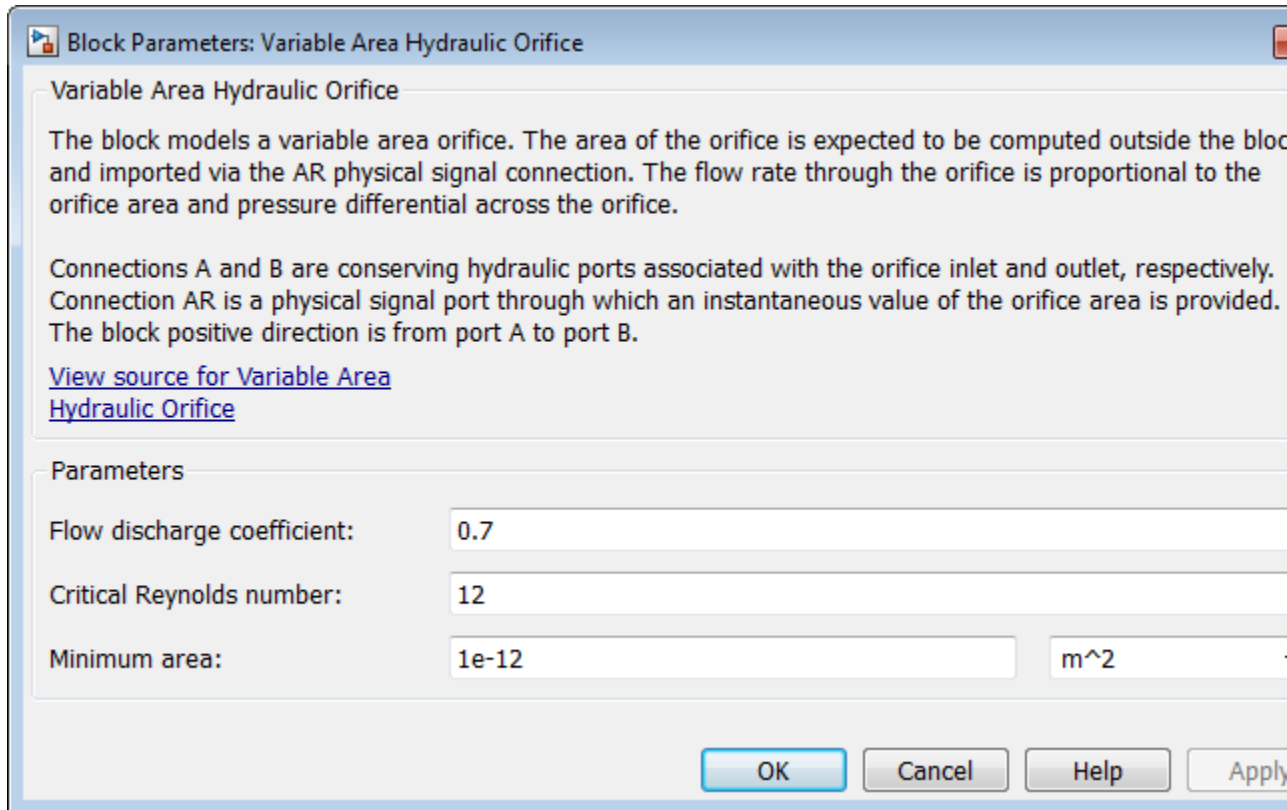 Block Parameters: Variable Area Hydraulic Orifice
Variable Area Hydraulic Orifice
The block models a variable area orifice. The area of the orifice is expected to be computed outside the bloc
and imported via the AR physical signal connection. The flow rate through the orifice is proportional to the
orifice area and pressure differential across the orifice.
Connections A and B are conserving hydraulic ports associated with the orifice inlet and outlet, respectively.
Connection AR is a physical signal port through which an instantaneous value of the orifice area is provided.
The block positive direction is from port A to port B.
View source for Variable Area
Hydraulic Orifice
Parameters
Flow discharge coefficient: 0.7
Critical Reynolds number: 12
Minimum area: 1e-12 m^2
OK Cancel Help Apply